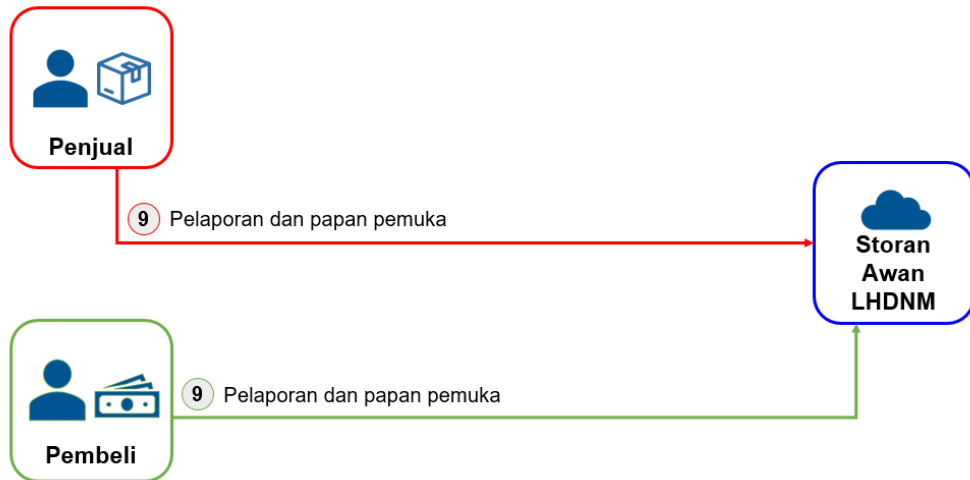 Penjual
9 Pelaporan dan papan pemuka
Storan
Awan
LHDNM
9 Pelaporan dan papan pemuka
Pembeli